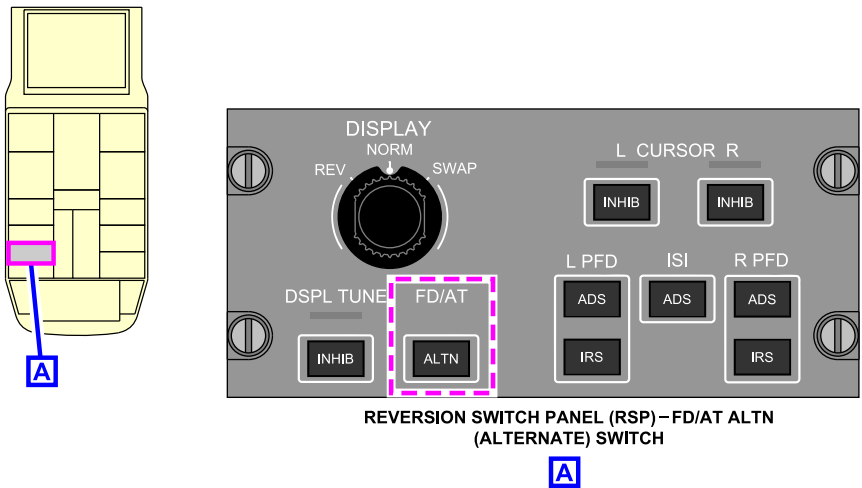 DISPLAY
NORM
REV
SWAP
L CURSOR R
INHIB
INHIB
L PFD
ISI
R PFD
ADS
ADS
ADS
DSPL TUNE
FD/AT
INHIB
ALTN
IRS
IRS
A
REVERSION SWITCH PANEL (RSP) – FD/AT ALTN
(ALTERNATE) SWITCH
A